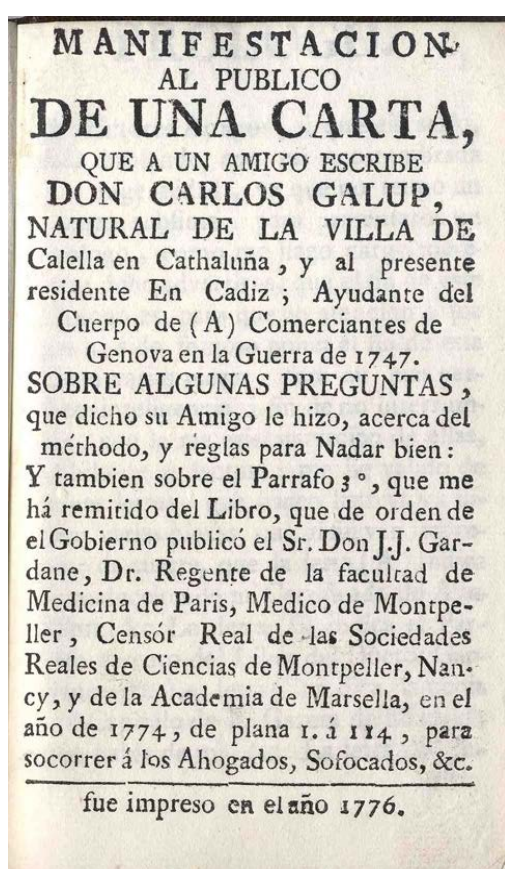 MANIFESTACION
AL PUBLICO
DE UNA CARTA,
QUE A UN AMIGO ESCRIBE
DON CARLOS GALUP,
NATURAL DE LA VILLA DE
Calella en Cathaluña, y al presente
residente En Cadiz; Ayudante del
Cuerpo de (A) Comerciantes de
Genova en la Guerra de 1747.
SOBRE ALGUNAS PREGUNTAS,
que dicho su Amigo le hizo, acerca del
méthodo, y reglas para Nadar bien:
Y tambien sobre el Parrafo 3º, que me
há remitido del Libro, que de orden de
el Gobierno publicó el Sr. Don J.J. Gar-
dane, Dr. Regente de la facultad de
Medicina de Paris, Medico de Montpe-
ller, Censór Real de las Sociedades
Reales de Ciencias de Montpeller, Nan-
cy, y de la Academia de Marsella, en el
año de 1774, de plana 1. á 114, para
socorrer á los Ahogados, Sofocados, &c.
fue impreso en el año 1776.